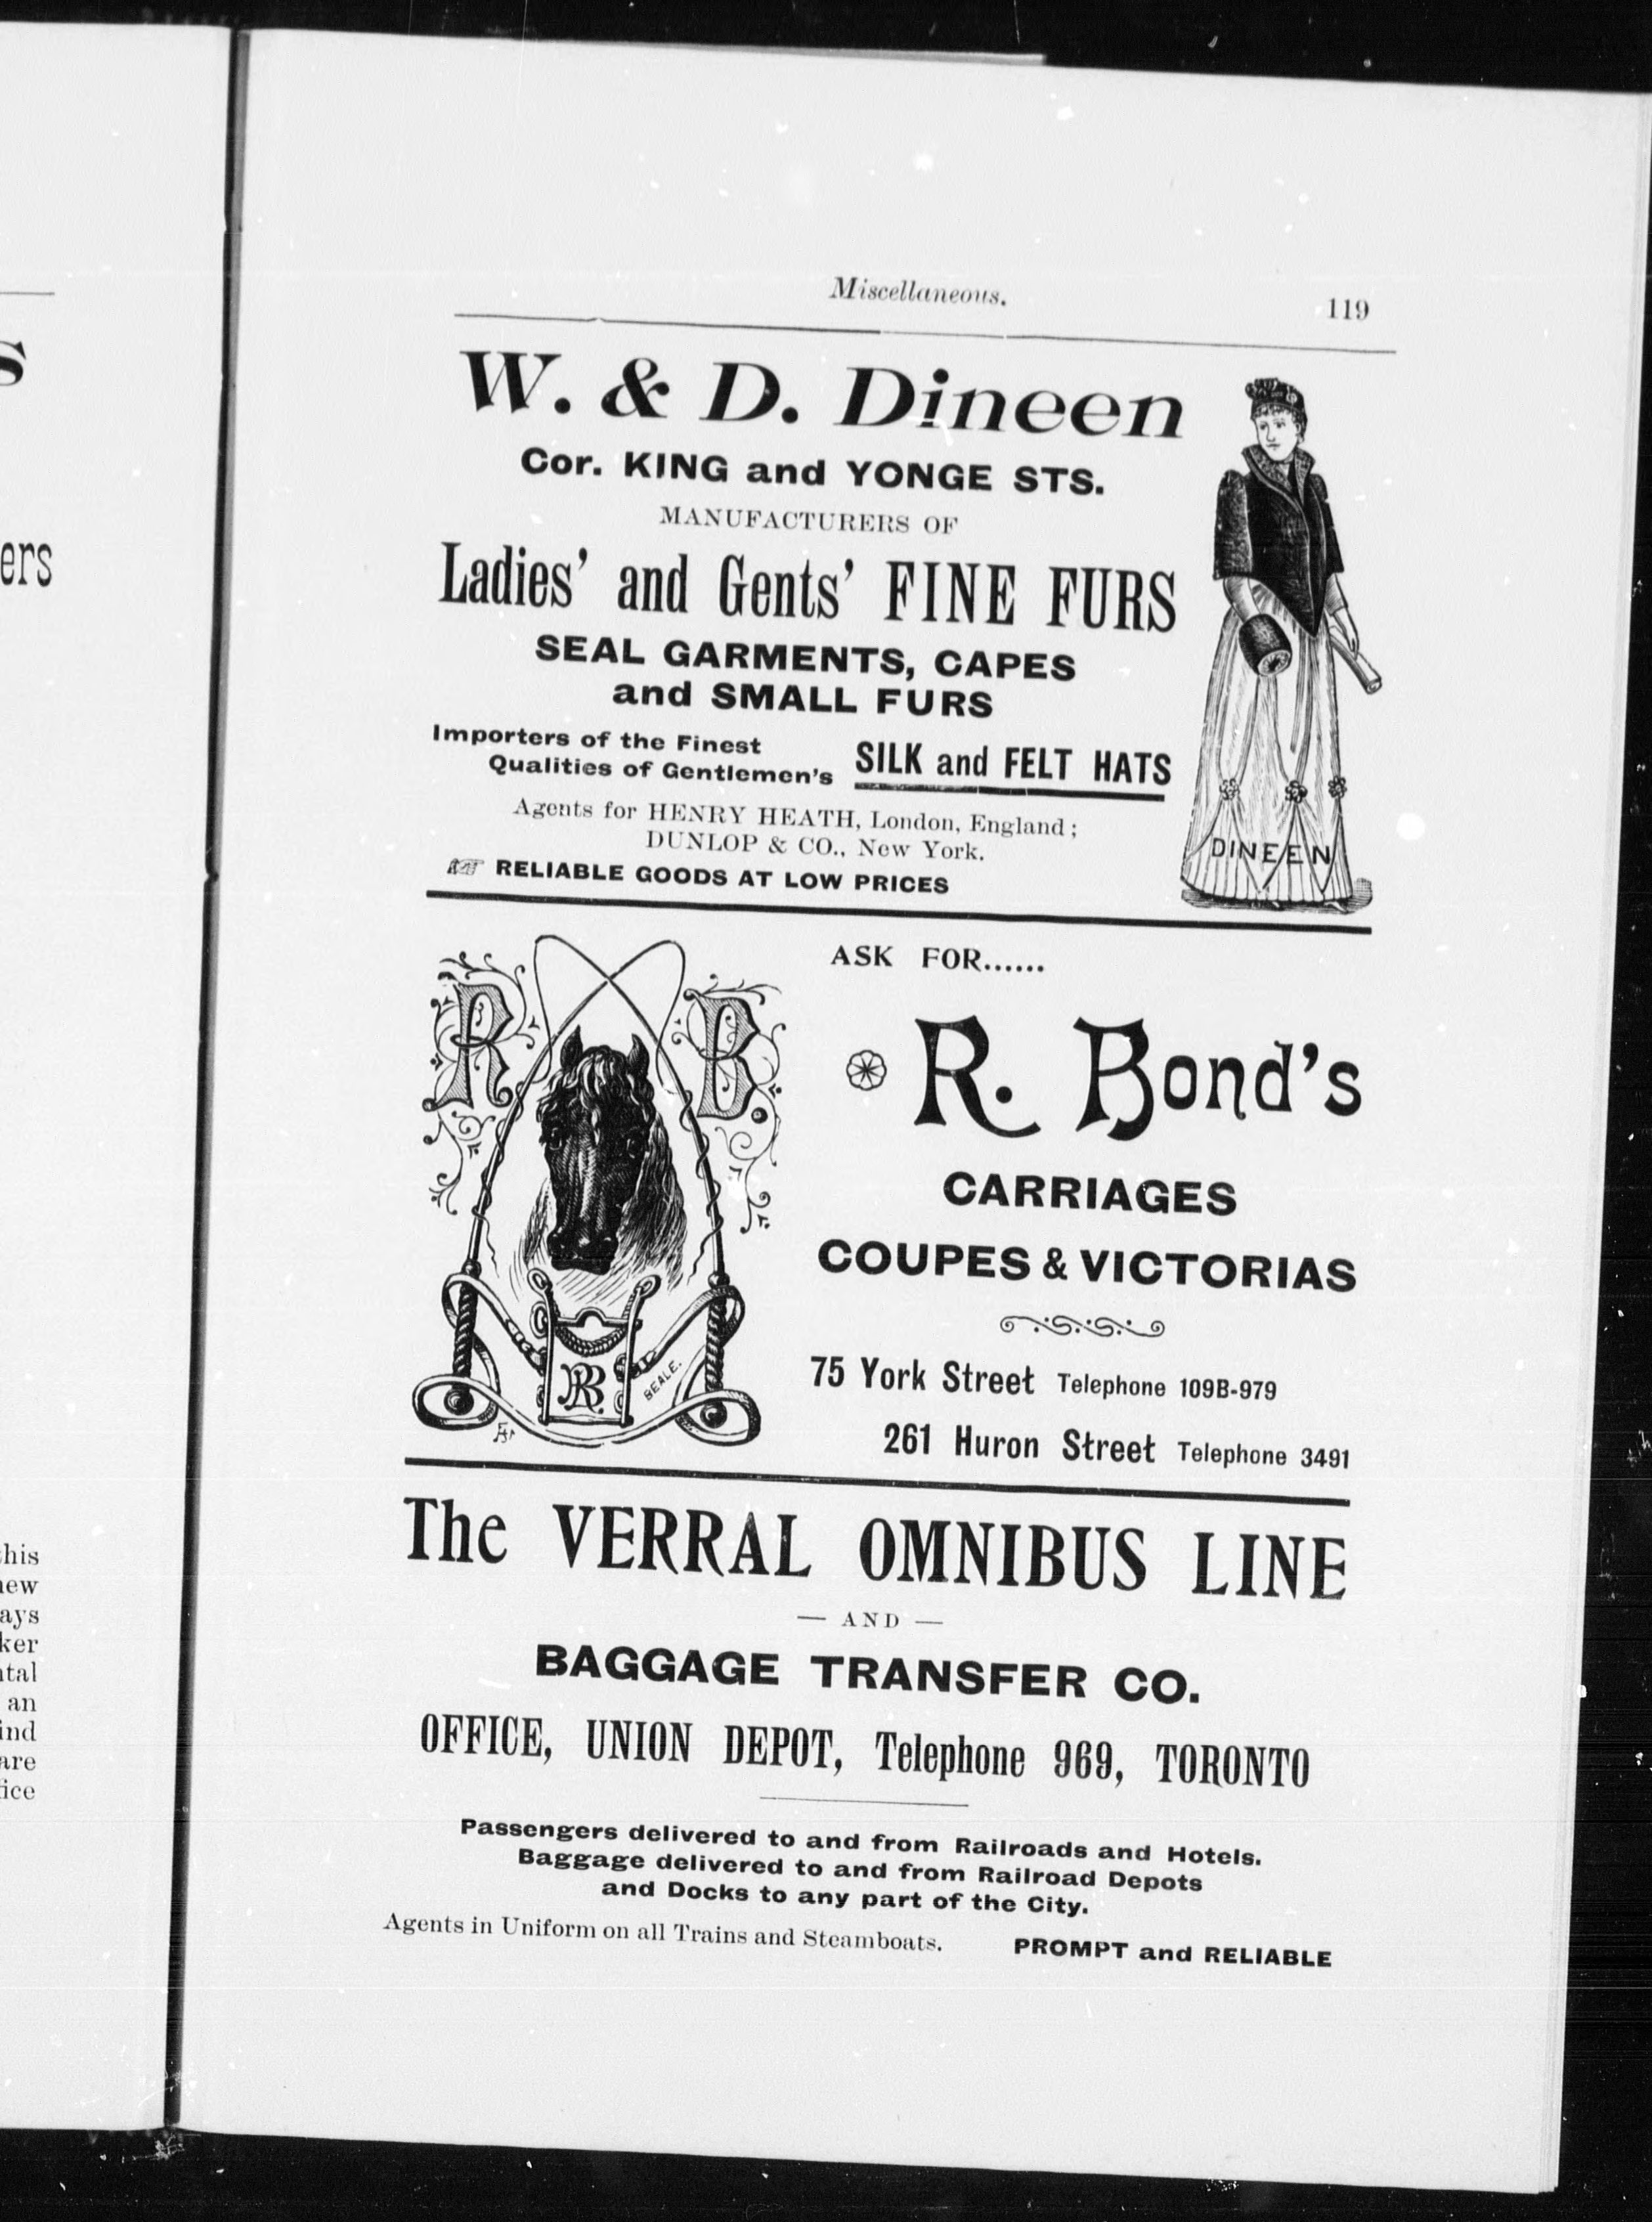 Miscellaneous. 119
W. & D. Dineen
Cor. KING and YONGE STS.
MANUFACTURERS OF
Ladies' and Gents' FINE FURS
SEAL GARMENTS, CAPES
and SMALL FURS
Importers of the Finest
Qualities of Gentlemen's SILK and FELT HATS
Agents for HENRY HEATH, London, England;
DUNLOP & CO., New York.
☞ RELIABLE GOODS AT LOW PRICES
DINEEN
R B.
RB
BEALE.
ASK FOR......
R. Bond's
CARRIAGES
COUPES & VICTORIAS
75 York Street Telephone 109B-979
261 Huron Street Telephone 3491
The VERRAL OMNIBUS LINE
— AND —
BAGGAGE TRANSFER CO.
OFFICE, UNION DEPOT, Telephone 969, TORONTO
Passengers delivered to and from Railroads and Hotels.
Baggage delivered to and from Railroad Depots
and Docks to any part of the City.
Agents in Uniform on all Trains and Steamboats. PROMPT and RELIABLE